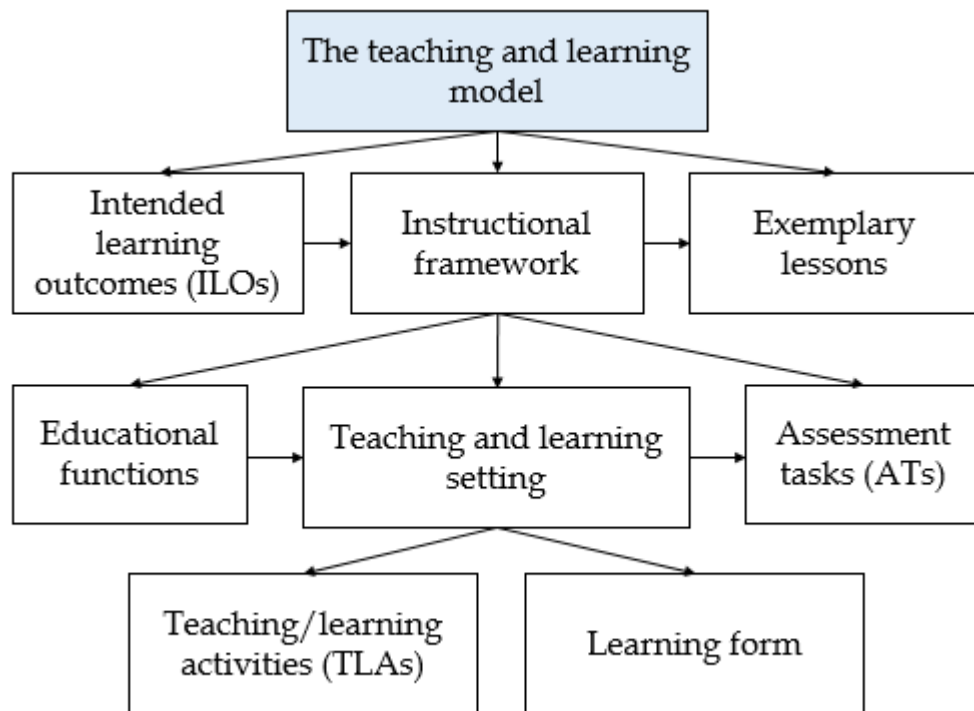 The teaching and learning
model
Intended
learning
outcomes (ILOs)
Instructional
framework
Exemplary
lessons
Educational
functions
Teaching and learning
setting
Assessment
tasks (ATs)
Teaching/learning
activities (TLAs)
Learning form